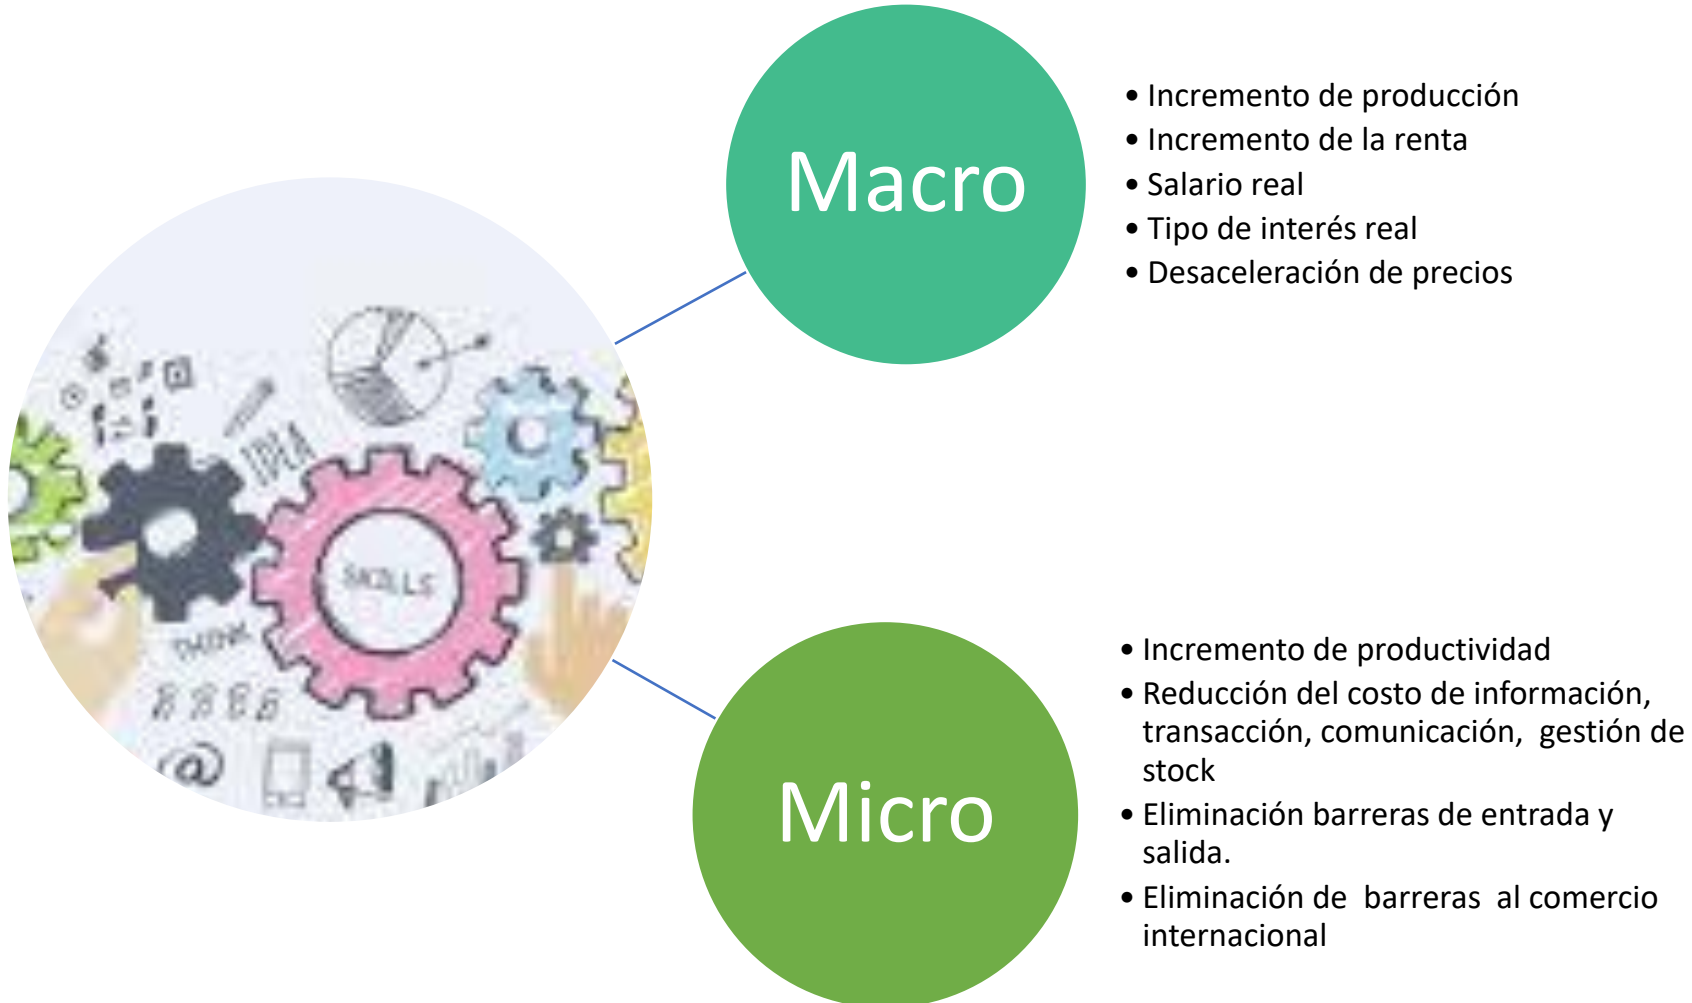 Macro
• Incremento de producción
• Incremento de la renta
• Salario real
• Tipo de interés real
• Desaceleración de precios
IDEA
SKILLS
THINK
Micro
• Incremento de productividad
• Reducción del costo de información,
transacción, comunicación, gestión de
stock
• Eliminación barreras de entrada y
salida.
• Eliminación de barreras al comercio
internacional